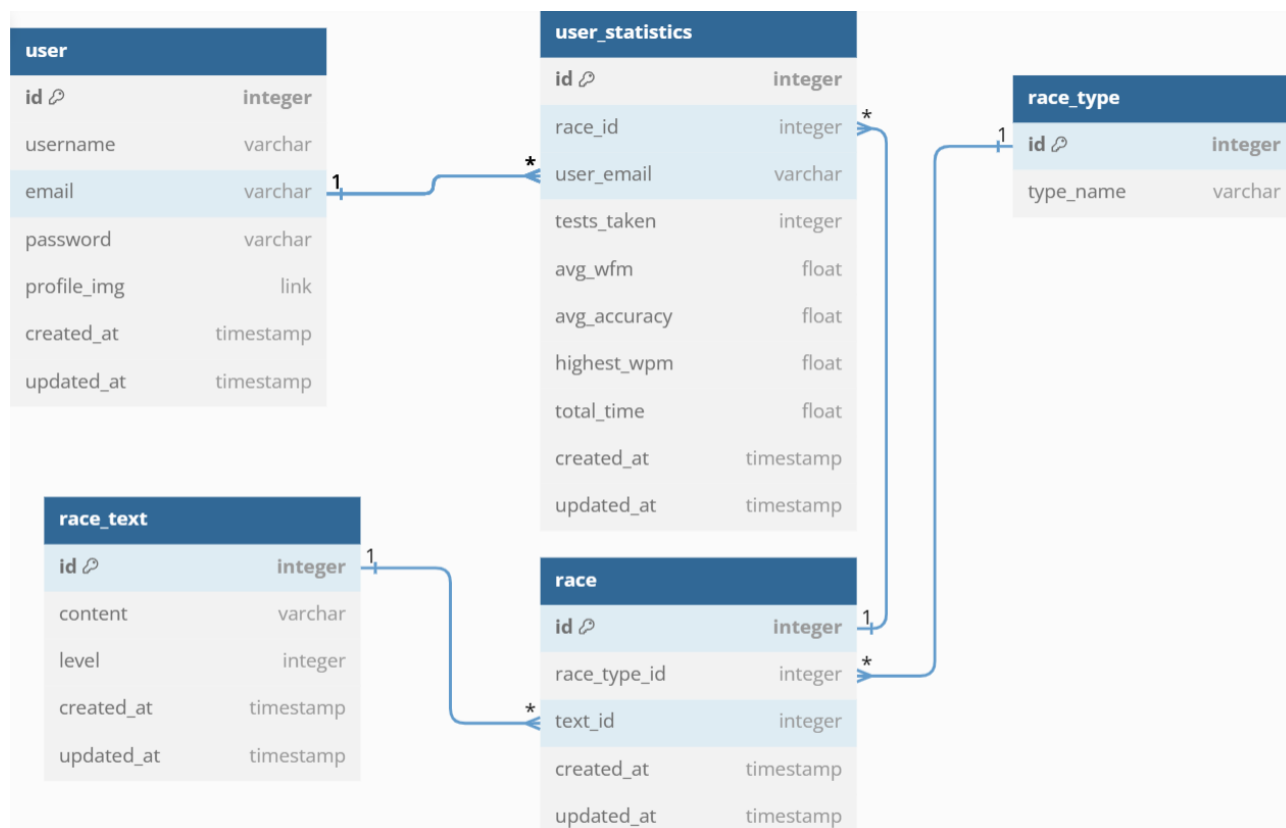 user
id integer
username varchar
email varchar
password varchar
profile_img link
created_at timestamp
updated_at timestamp
1
*
user_statistics
id integer
race_id integer
user_email varchar
tests_taken integer
avg_wfm float
avg_accuracy float
highest_wpm float
total_time float
created_at timestamp
updated_at timestamp
*
1
race_type
id integer
type_name varchar
race_text
id integer
content varchar
level integer
created_at timestamp
updated_at timestamp
1
*
race
id integer
race_type_id integer
text_id integer
created_at timestamp
updated_at timestamp
1
*